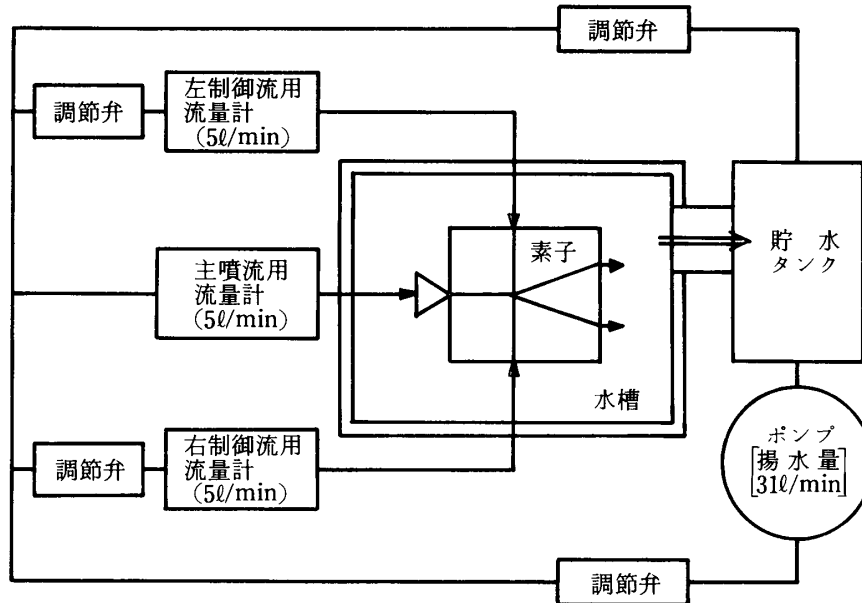 調節弁
調節弁
左制御流用
流量計
(5ℓ/min)
素子
貯水
タンク
主噴流用
流量計
(5ℓ/min)
水槽
調節弁
右制御流用
流量計
(5ℓ/min)
ポンプ
[揚水量]
[31ℓ/min]
調節弁